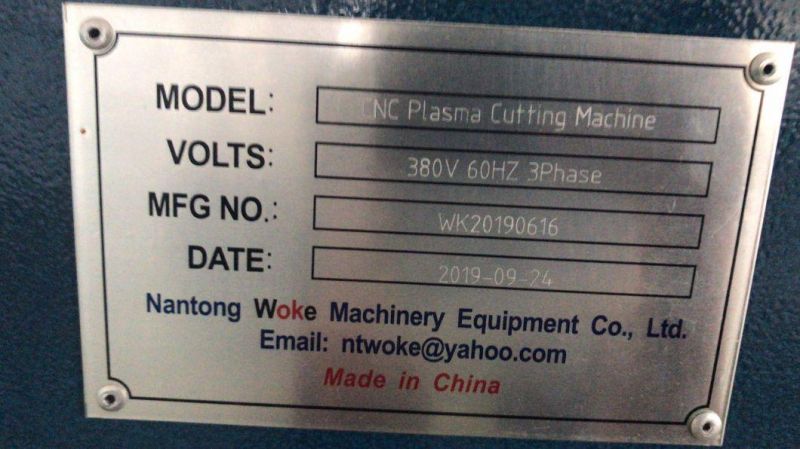 MODEL: CNC Plasma Cutting Machine
VOLTS: 380V 60HZ 3Phase
MFG NO.: WK20190616
DATE: 2019-09-24
Nantong Woke Machinery Equipment Co., Ltd.
Email: ntwoke@yahoo.com
Made in China